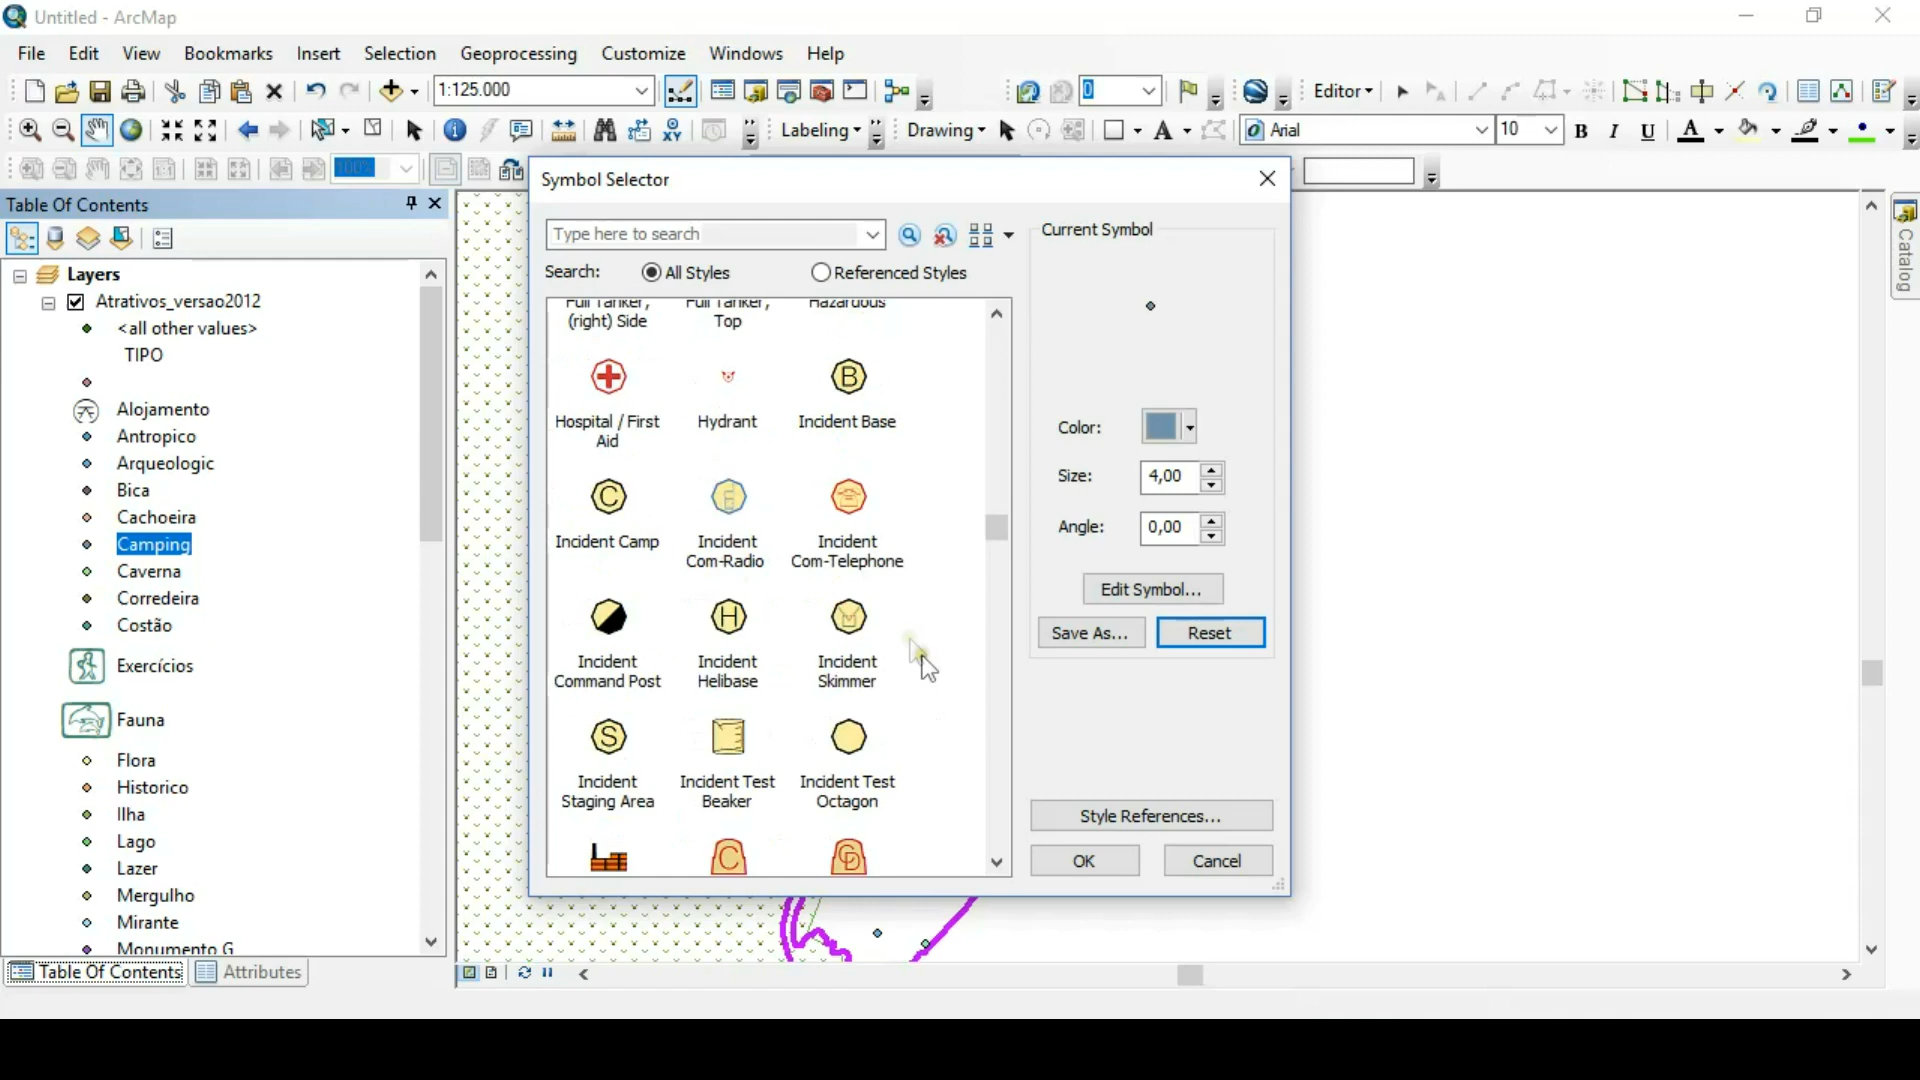 Untitled - ArcMap
File Edit View Bookmarks Insert Selection Geoprocessing Customize Windows Help
1:125.000 0 Editor
Labeling Drawing Arial 10 B I U A
100%
Symbol Selector
Table Of Contents
Type here to search
Search: All Styles Referenced Styles
Layers
Atrativos_versao2012
<all other values>
TIPO
Alojamento
Antropico
Arqueologic
Bica
Cachoeira
Camping
Caverna
Corredeira
Costão
Exercícios
Fauna
Flora
Historico
Ilha
Lago
Lazer
Mergulho
Mirante
Monumento G
Table Of Contents Attributes
Full Tanker, Full Tanker, Hazardous
(right) Side Top
B
Hospital / First Hydrant Incident Base
Aid
C
Incident Camp Incident Incident
Com-Radio Com-Telephone
H
Incident Incident Incident
Command Post Helibase Skimmer
S
Incident Incident Test Incident Test
Staging Area Beaker Octagon
C CD
Current Symbol
Color:
Size: 4,00
Angle: 0,00
Edit Symbol...
Save As... Reset
Style References...
OK Cancel
Catalog